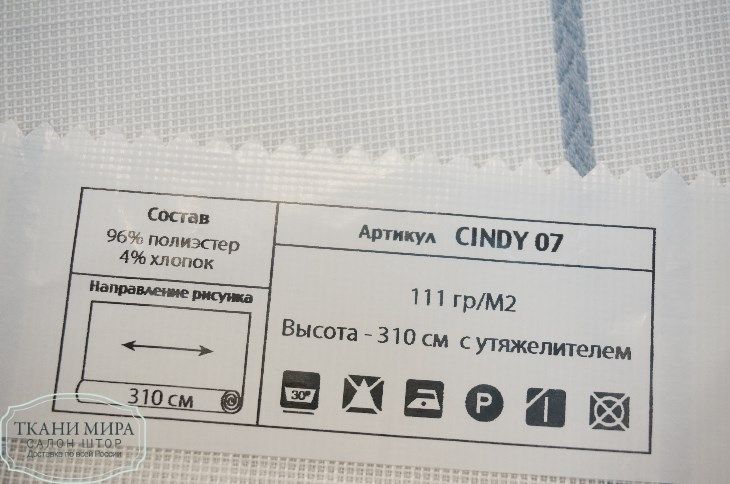 Состав
96% полиэстер
4% хлопок
Направление рисунка
310 см
Артикул CINDY 07
111 гр/М2
Высота - 310 см с утяжелителем
30°
P
ТКАНИ МИРА
САЛОН ШТОР
Доставка по всей России